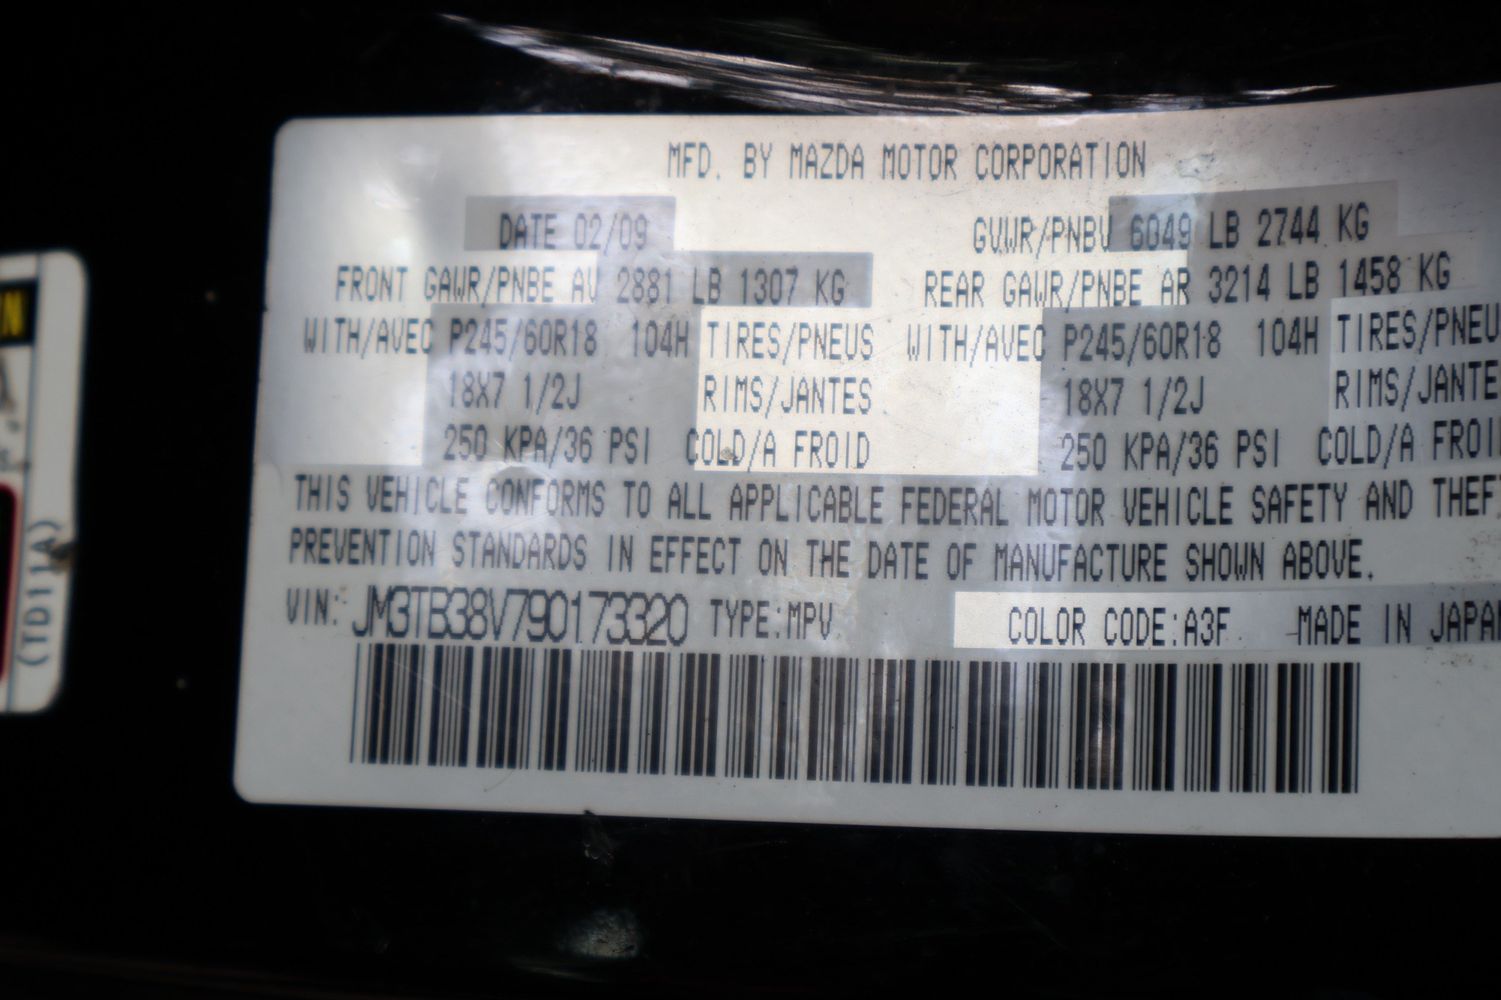 MFD. BY MAZDA MOTOR CORPORATION
DATE 02/09 GVWR/PNBV 6049 LB 2744 KG
FRONT GAWR/PNBE AV 2881 LB 1307 KG REAR GAWR/PNBE AR 3214 LB 1458 KG
WITH/AVEC P245/60R18 104H TIRES/PNEUS WITH/AVEC P245/60R18 104H TIRES/PNEU
18X7 1/2J RIMS/JANTES 18X7 1/2J RIMS/JANTE
250 KPA/36 PSI COLD/A FROID 250 KPA/36 PSI COLD/A FROI
THIS VEHICLE CONFORMS TO ALL APPLICABLE FEDERAL MOTOR VEHICLE SAFETY AND THEFT
PREVENTION STANDARDS IN EFFECT ON THE DATE OF MANUFACTURE SHOWN ABOVE.
VIN: JM3TB38V790173320 TYPE:MPV COLOR CODE:A3F MADE IN JAPAN
(TD11A)